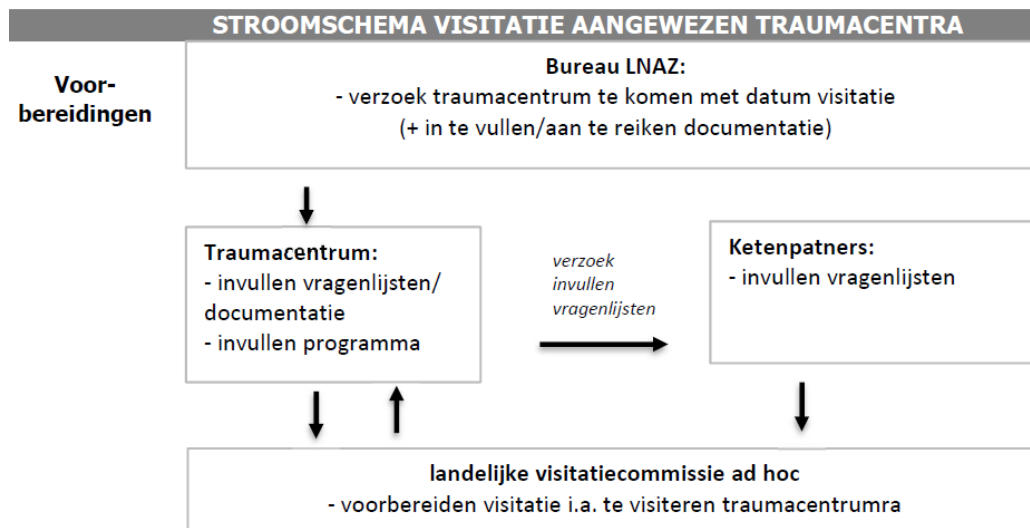 STROOMSCHEMA VISITATIE AANGEWEZEN TRAUMACENTRA
Voor-
bereidingen
Bureau LNAZ:
- verzoek traumacentrum te komen met datum visitatie
(+ in te vullen/aan te reiken documentatie)
Traumacentrum:
- invullen vragenlijsten/
documentatie
- invullen programma
verzoek
invullen
vragenlijsten
Ketenpatners:
- invullen vragenlijsten
landelijke visitatiecommissie ad hoc
- voorbereiden visitatie i.a. te visiteren traumacentrumra